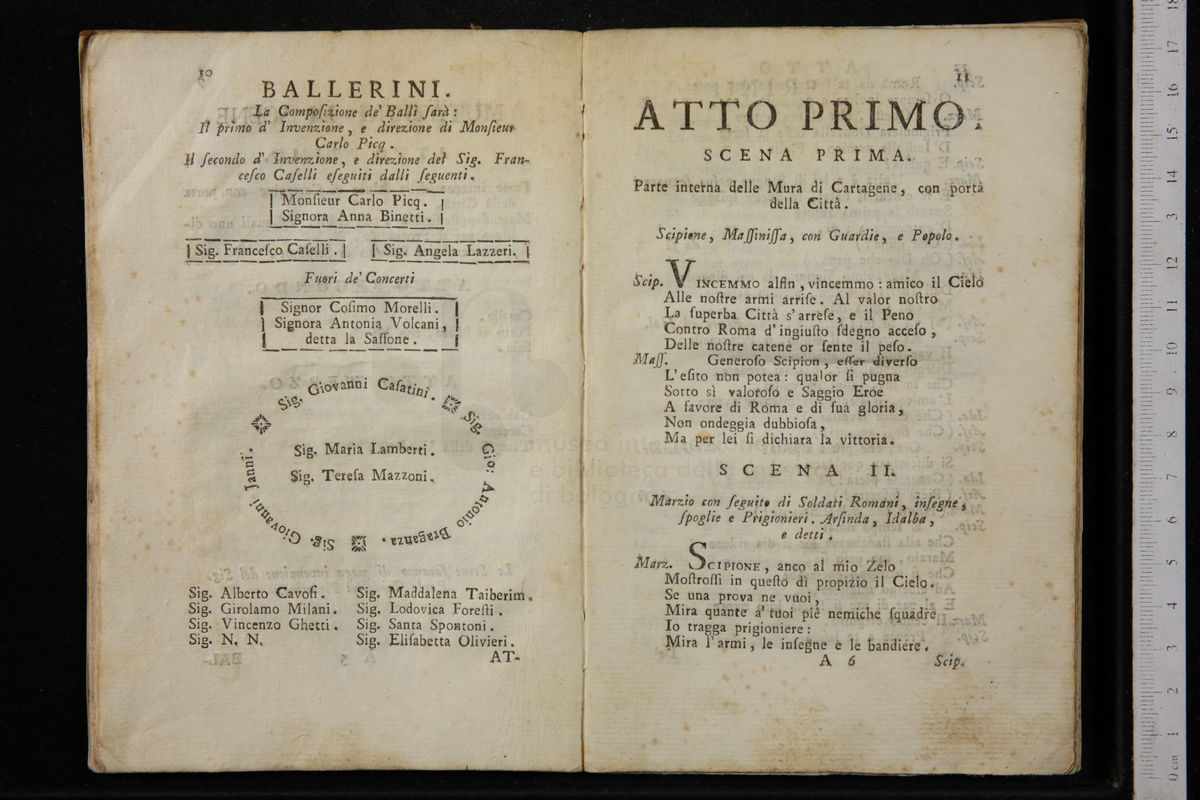 10
BALLERINI.
La Compoſizione de' Balli ſarà:
Il primo d' Invenzione, e direzione di Monſieur
Carlo Picq.
Il ſecondo d' Invenzione, e direzione del Sig. Fran-
ceſco Caſelli eſeguiti dalli ſeguenti.
Monſieur Carlo Picq.
Signora Anna Binetti.
Sig. Franceſco Caſelli. Sig. Angela Lazzeri.
Fuori de' Concerti
Signor Coſimo Morelli.
Signora Antonia Volcani,
detta la Saſſone.
Sig. Giovanni Caſatini.
Sig. Gio: Antonio Braganza.
Sig. Giovanni Janni.
Sig. Maria Lamberti.
Sig. Tereſa Mazzoni.
Sig. Alberto Cavoſi. Sig. Maddalena Taiberim.
Sig. Girolamo Milani. Sig. Lodovica Foreſti.
Sig. Vincenzo Ghetti. Sig. Santa Spontoni.
Sig. N. N. Sig. Eliſabetta Olivieri.
AT-
11
ATTO PRIMO.
SCENA PRIMA.
Parte interna delle Mura di Cartagene, con porta
della Città.
Scipione, Maſſiniſſa, con Guardie, e Popolo.
Scip. VINCEMMO alfin, vincemmo: amico il Cielo
Alle noſtre armi arriſe. Al valor noſtro
La ſuperba Città s' arreſe, e il Peno
Contro Roma d' ingiuſto ſdegno acceſo,
Delle noſtre catene or ſente il peſo.
Maſſ. Generoſo Scipion, eſſer diverſo
L' eſito non potea: qualor ſi pugna
Sotto sì valoroſo e Saggio Eroe
A favore di Roma e di ſua gloria,
Non ondeggia dubbioſa,
Ma per lei ſi dichiara la vittoria.
SCENA II.
Marzio con ſeguito di Soldati Romani, inſegne,
ſpoglie e Prigionieri. Arſinda, Idalba,
e detti.
Marz. SCIPIONE, anco al mio Zelo
Moſtroſſi in queſto dì propizio il Cielo.
Se una prova ne vuoi,
Mira quante a' tuoi piè nemiche ſquadre
Io tragga prigioniere:
Mira l' armi, le inſegne e le bandiere.
A 6 Scip.